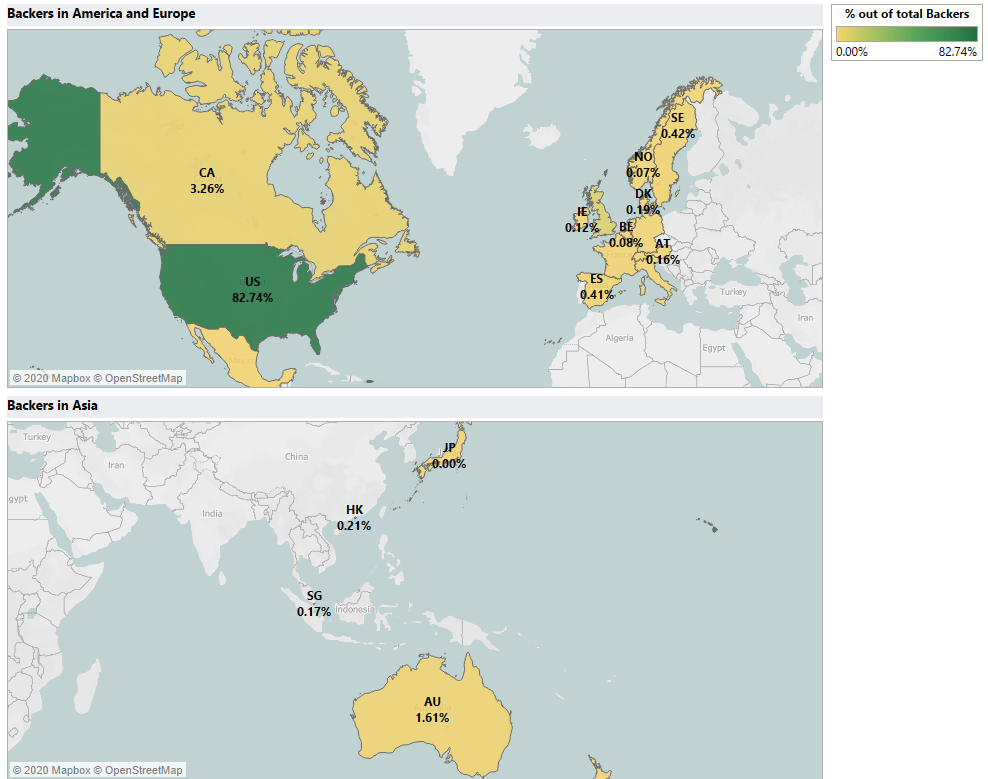 Backers in America and Europe
% out of total Backers
0.00% 82.74%
SE
0.42%
NO
0.07%
CA
3.26%
DK
0.19%
IE
0.12%
BE
0.08%
AT
0.16%
US
82.74%
ES
0.41%
Turkey
Iran
Algeria
Egypt
© 2020 Mapbox © OpenStreetMap
Backers in Asia
Turkey
JP
0.00%
China
Iran
gypt
HK
0.21%
India
SG
0.17%
Indonesia
AU
1.61%
© 2020 Mapbox © OpenStreetMap